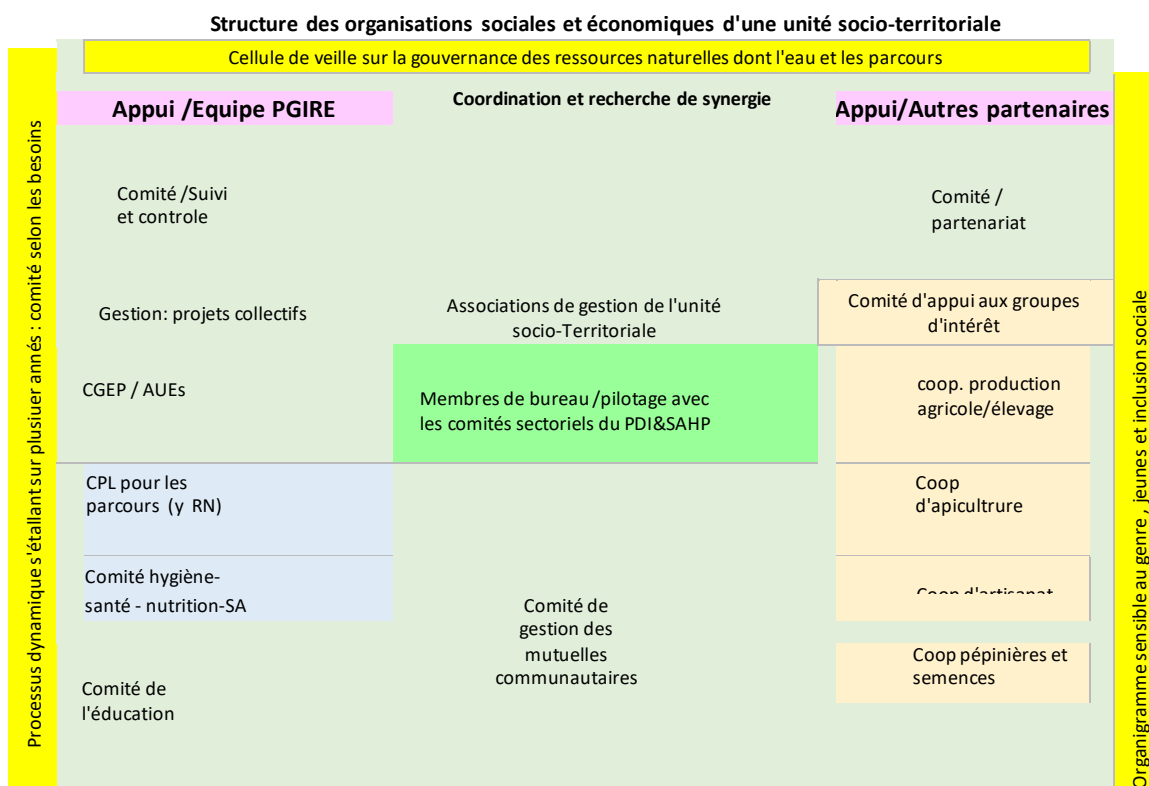 Structure des organisations sociales et économiques d'une unité socio-territoriale
Cellule de veille sur la gouvernance des ressources naturelles dont l'eau et les parcours
Processus dynamique s'étallant sur plusiuer annés : comité selon les besoins
Appui /Equipe PGIRE
Coordination et recherche de synergie
Appui/Autres partenaires
Comité /Suivi
et controle
Comité /
partenariat
Gestion: projets collectifs
Associations de gestion de l'unité
socio-Territoriale
Comité d'appui aux groupes
d'intérêt
CGEP / AUEs
Membres de bureau /pilotage avec
les comités sectoriels du PDI&SAHP
coop. production
agricole/élevage
CPL pour les
parcours (y RN)
Coop
d'apicultrure
Comité hygiène-
santé - nutrition-SA
Coop d'artisanat
Comité de
gestion des
mutuelles
communautaires
Coop pépinières et
semences
Comité de
l'éducation
Organigramme sensible au genre , jeunes et inclusion sociale